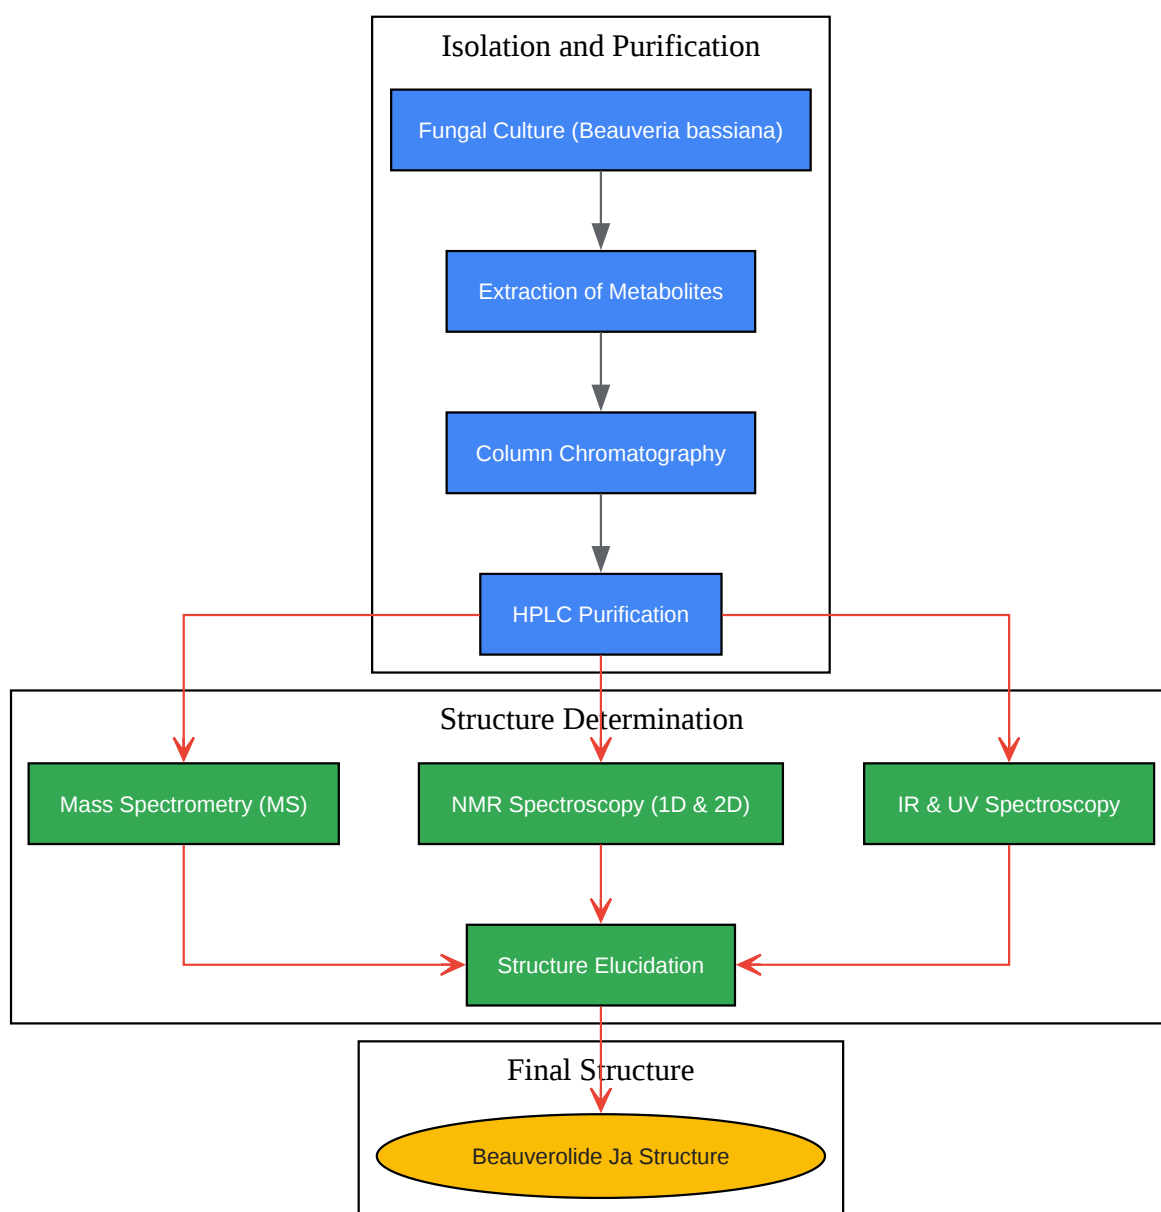 Isolation and Purification
Fungal Culture (Beauveria bassiana)
Extraction of Metabolites
Column Chromatography
HPLC Purification
Structure Determination
Mass Spectrometry (MS)
NMR Spectroscopy (1D & 2D)
IR & UV Spectroscopy
Structure Elucidation
Final Structure
Beauverolide Ja Structure